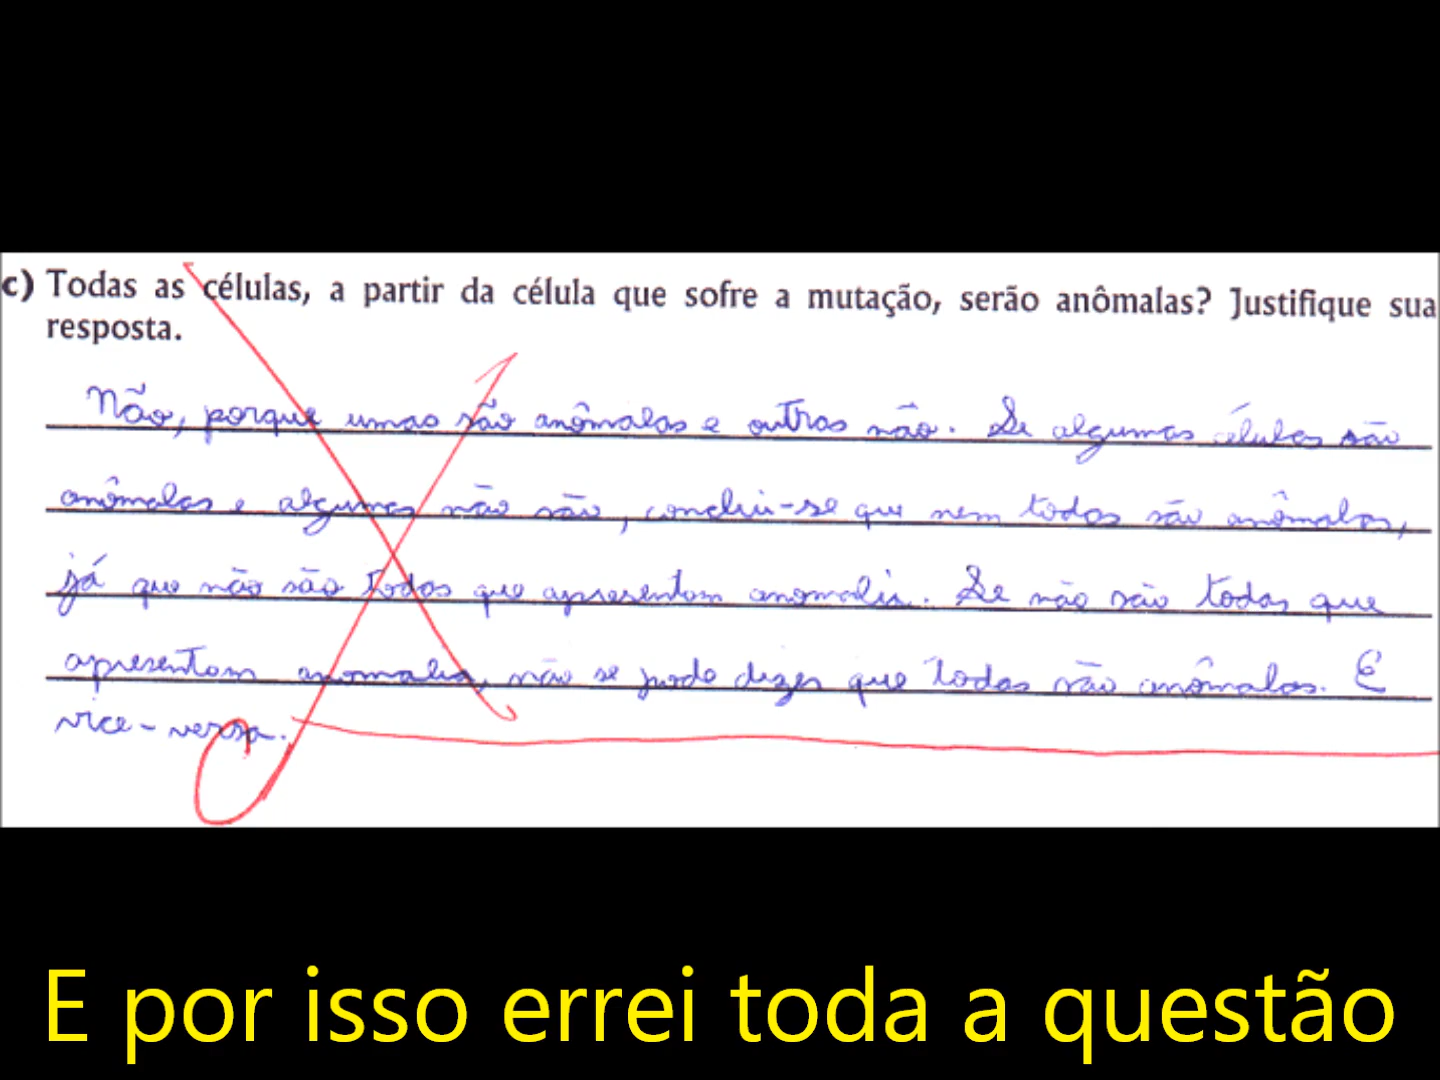 c) Todas as células, a partir da célula que sofre a mutação, serão anômalas? Justifique sua
resposta.
Não, porque umas são anômalas e outras não. Se algumas células são
anômalas e algumas não são, conclui-se que nem todas são anômalas,
já que não são todas que apresentam anomalia. Se não são todas que
apresentam anomalia, não se pode dizer que todas são anômalas. E
vice-versa.
E por isso errei toda a questão